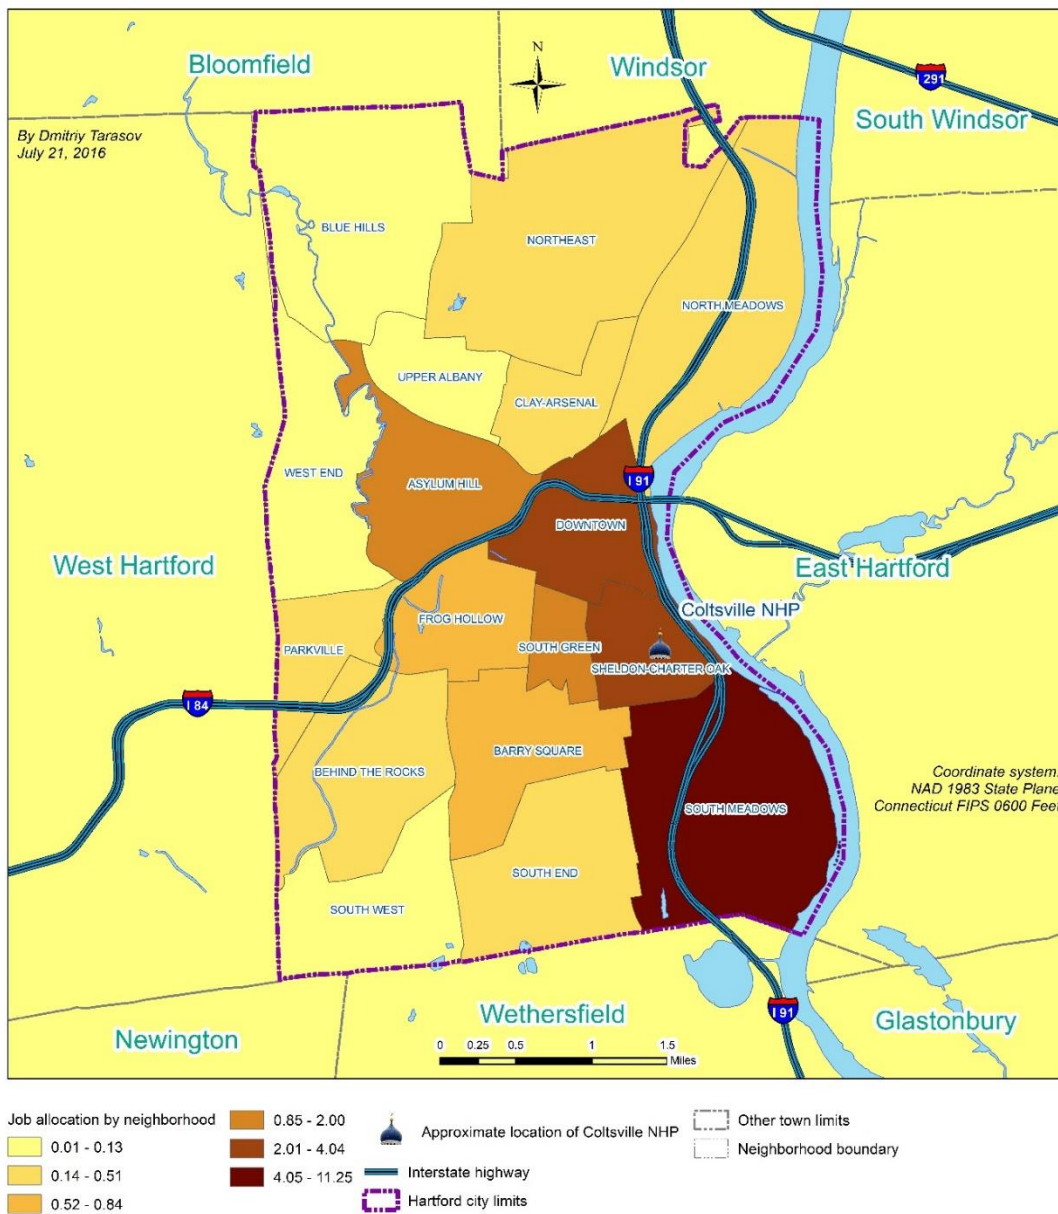 N
Bloomfield
Windsor
I 291
South Windsor
By Dmitriy Tarasov
July 21, 2016
BLUE HILLS
NORTHEAST
NORTH MEADOWS
UPPER ALBANY
CLAY-ARSENAL
WEST END
ASYLUM HILL
I 91
DOWNTOWN
West Hartford
East Hartford
Coltsville NHP
FROG HOLLOW
PARKVILLE
SOUTH GREEN
SHELDON-CHARTER OAK
I 84
BARRY SQUARE
BEHIND THE ROCKS
Coordinate system:
NAD 1983 State Plane
Connecticut FIPS 0600 Feet
SOUTH MEADOWS
SOUTH END
SOUTH WEST
I 91
Wethersfield
Glastonbury
Newington
0 0.25 0.5 1 1.5
Miles
Job allocation by neighborhood
0.01 - 0.13
0.14 - 0.51
0.52 - 0.84
0.85 - 2.00
2.01 - 4.04
4.05 - 11.25
Approximate location of Coltsville NHP
Interstate highway
Hartford city limits
Other town limits
Neighborhood boundary